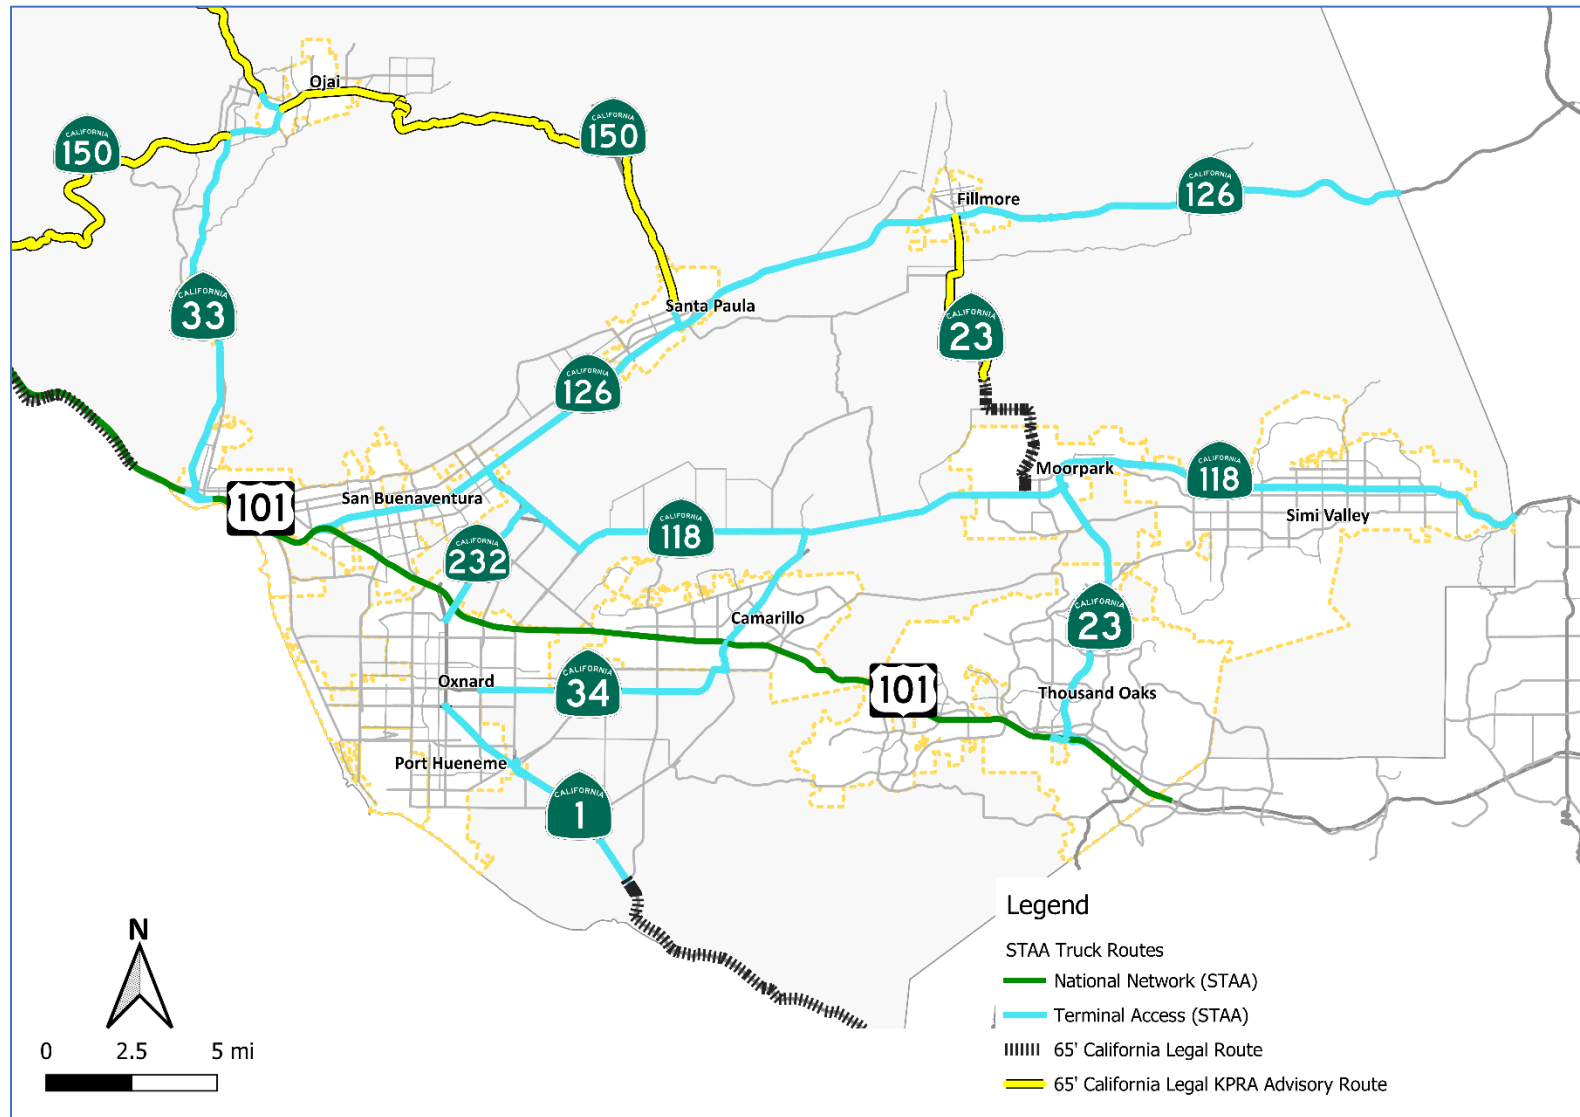 Ojai
CALIFORNIA
150
CALIFORNIA
150
CALIFORNIA
126
Fillmore
CALIFORNIA
33
Santa Paula
CALIFORNIA
23
CALIFORNIA
126
Moorpark
CALIFORNIA
118
San Buenaventura
101
Simi Valley
CALIFORNIA
118
CALIFORNIA
232
Camarillo
CALIFORNIA
23
Oxnard
CALIFORNIA
34
101
Thousand Oaks
Port Hueneme
CALIFORNIA
1
Legend
STAA Truck Routes
National Network (STAA)
Terminal Access (STAA)
65' California Legal Route
65' California Legal KPRA Advisory Route
N
0 2.5 5 mi